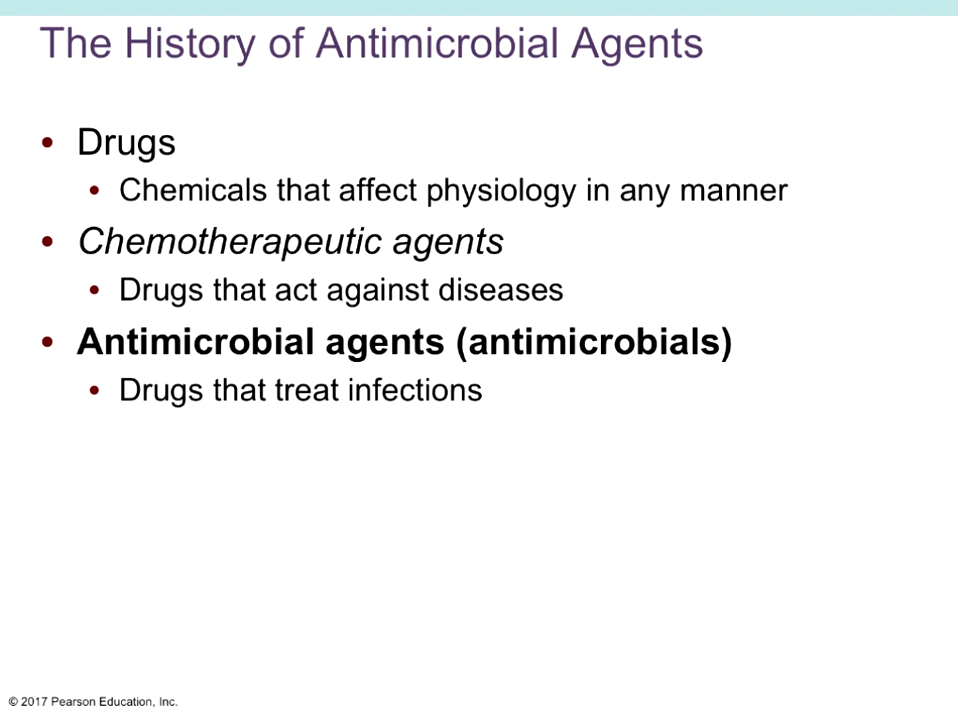 The History of Antimicrobial Agents
• Drugs
• Chemicals that affect physiology in any manner
• Chemotherapeutic agents
• Drugs that act against diseases
• Antimicrobial agents (antimicrobials)
• Drugs that treat infections
© 2017 Pearson Education, Inc.